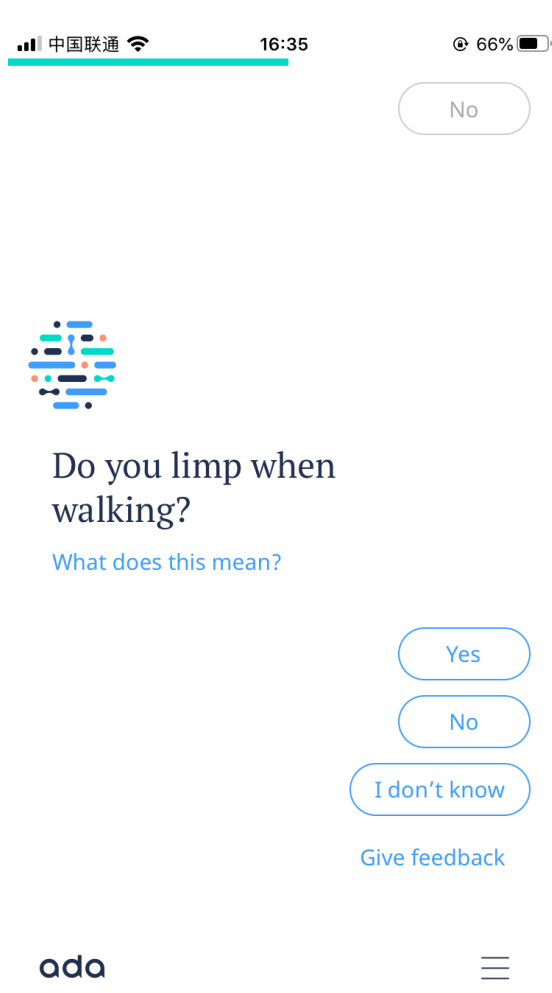 中国联通
16:35
66%
No
Do you limp when
walking?
What does this mean?
Yes
No
I don’t know
Give feedback
ada